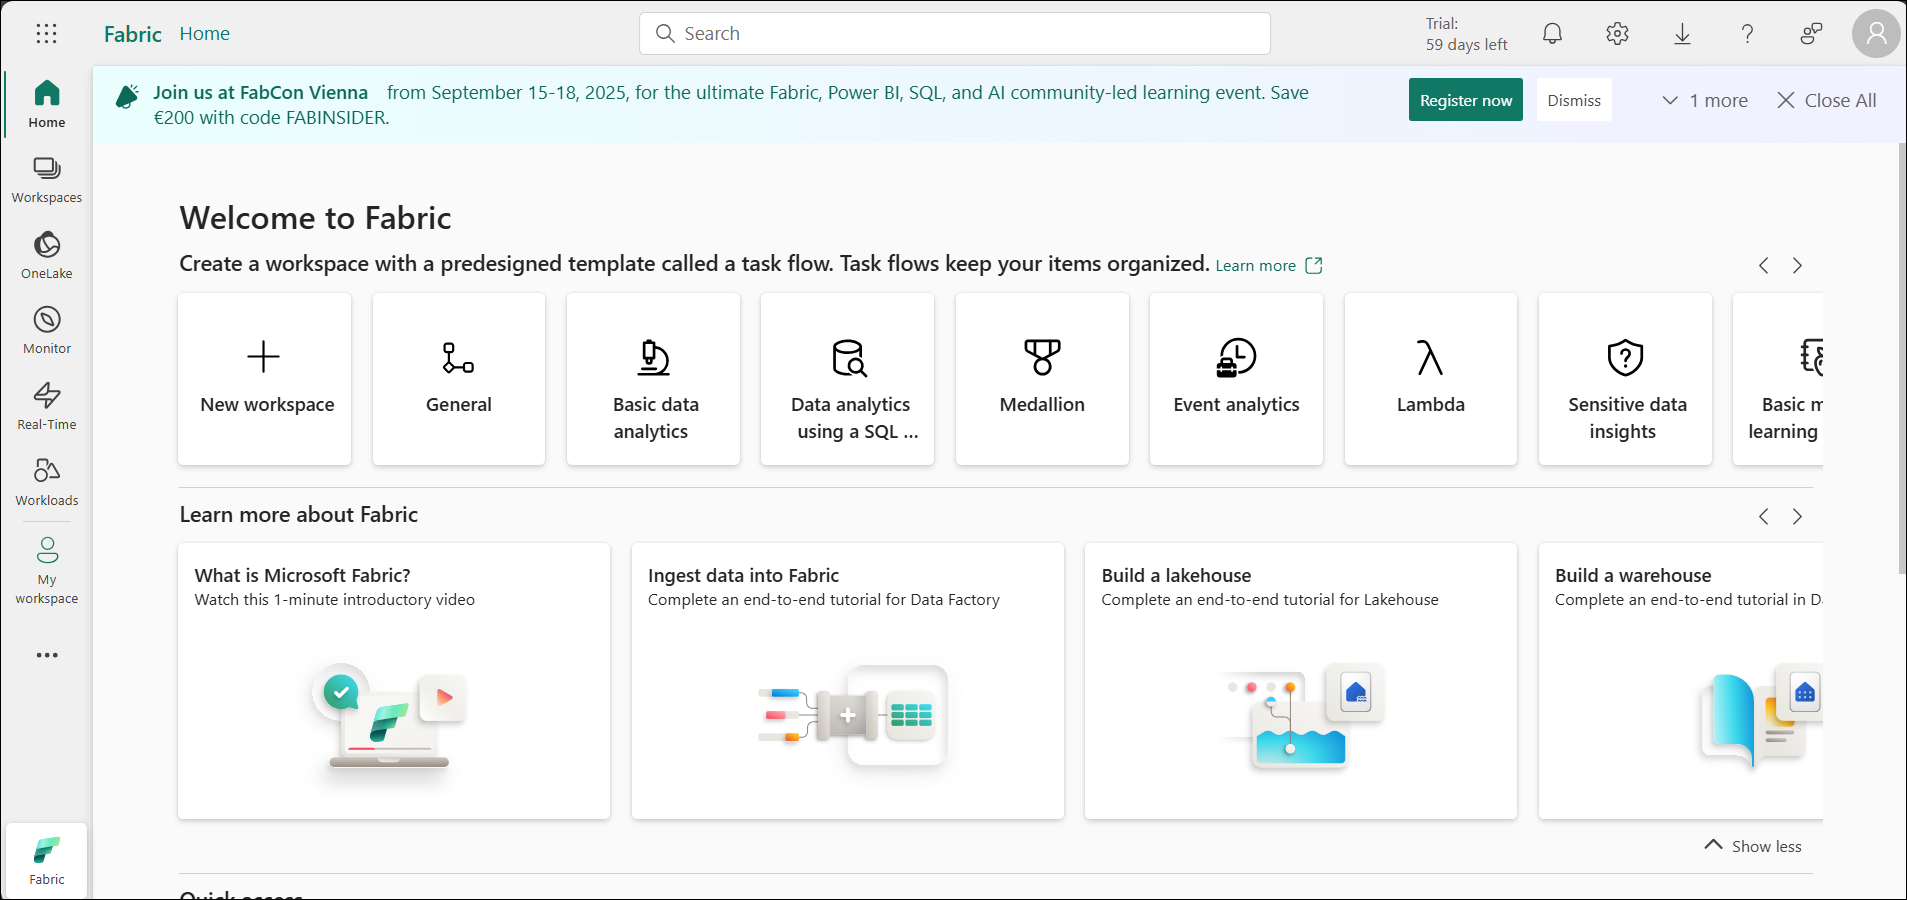 Fabric Home
Search
Trial:
59 days left
Join us at FabCon Vienna from September 15-18, 2025, for the ultimate Fabric, Power BI, SQL, and AI community-led learning event. Save
€200 with code FABINSIDER.
Register now
Dismiss
1 more
Close All
Home
Workspaces
OneLake
Monitor
Real-Time
Workloads
My
workspace
Fabric
Welcome to Fabric
Create a workspace with a predesigned template called a task flow. Task flows keep your items organized. Learn more
New workspace
General
Basic data
analytics
Data analytics
using a SQL ...
Medallion
Event analytics
Lambda
Sensitive data
insights
Basic m
learning
Learn more about Fabric
What is Microsoft Fabric?
Watch this 1-minute introductory video
Ingest data into Fabric
Complete an end-to-end tutorial for Data Factory
Build a lakehouse
Complete an end-to-end tutorial for Lakehouse
Build a warehouse
Complete an end-to-end tutorial in Da
Show less
Quick access